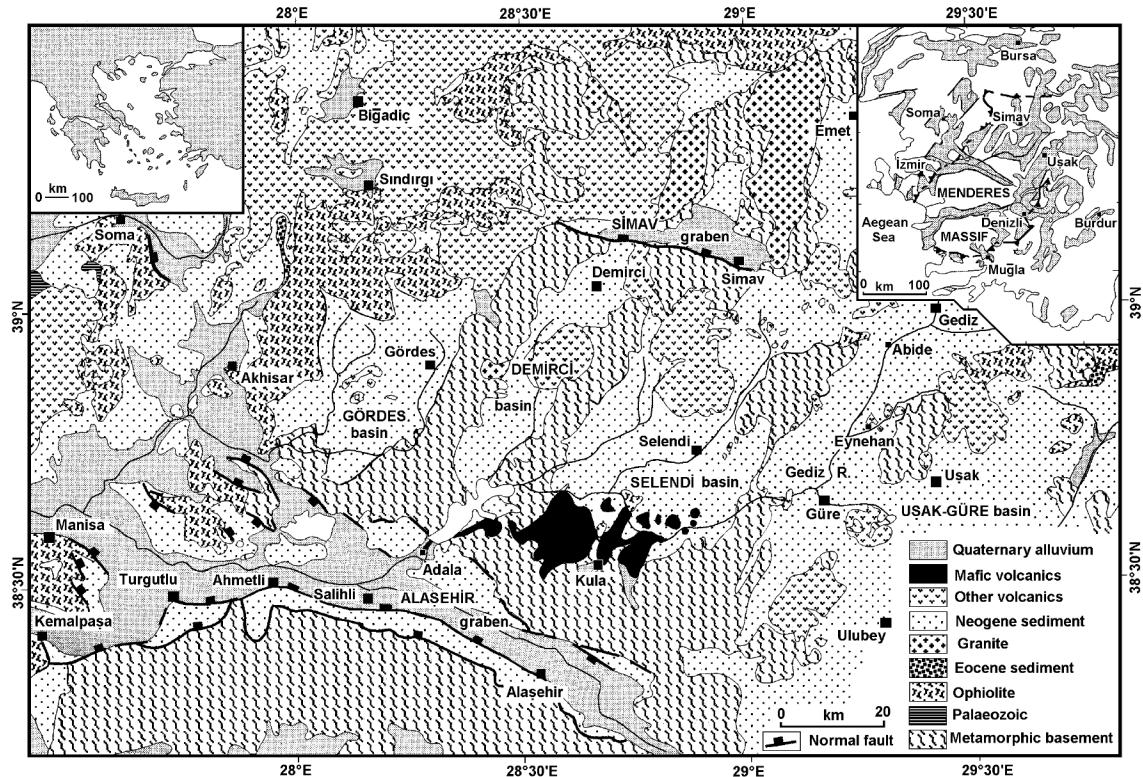 28°E
28°30'E
29°E
29°30'E
39°N
38°30'N
39°N
38°30'N
28°E
28°30'E
29°E
29°30'E
km
0 100
Bursa
Soma
Simav
İzmir
Uşak
MENDERES
Aegean
Sea
Denizli
Burdur
MASSIF
Muğla
km
0 100
Biğadiç
Emet
Sındırgı
Soma
SİMAV
graben
Demirci
Simav
Gediz
Abide
Gördes
Akhisar
DEMİRCİ
basin
GÖRDES
basin
Selendi
Eynehan
SELENDİ basin
Gediz R.
Uşak
Güre
USAK-GÜRE basin
Manisa
Adala
Kula
Turgutlu
Ahmetli
Salihli
ALASEHİR
graben
Kemalpaşa
Ulubey
Alaşehir
Quaternary alluvium
Mafic volcanics
Other volcanics
Neogene sediment
Granite
Eocene sediment
Ophiolite
Palaeozoic
Metamorphic basement
0 km 20
Normal fault